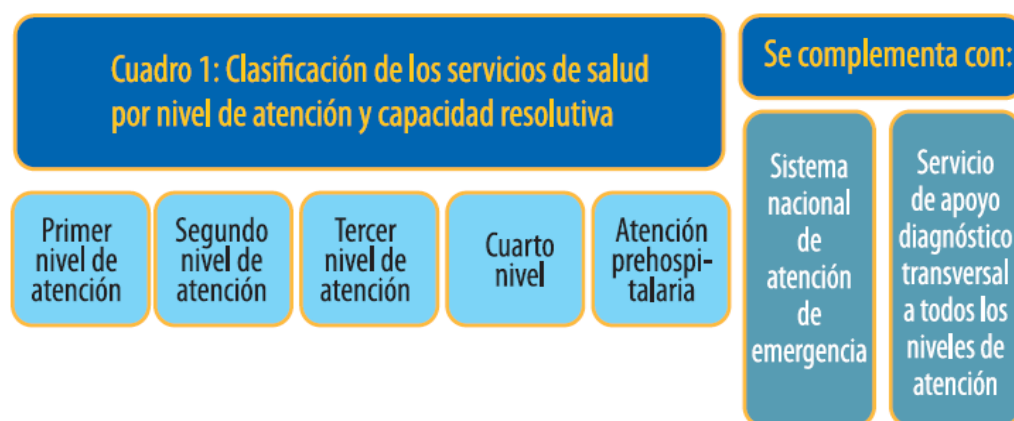 Cuadro 1: Clasificación de los servicios de salud
por nivel de atención y capacidad resolutiva
Primer
nivel de
atención
Segundo
nivel de
atención
Tercer
nivel de
atención
Cuarto
nivel
Atención
prehospi-
talaria
Se complementa con:
Sistema
nacional
de
atención
de
emergencia
Servicio
de apoyo
diagnóstico
transversal
a todos los
niveles de
atención